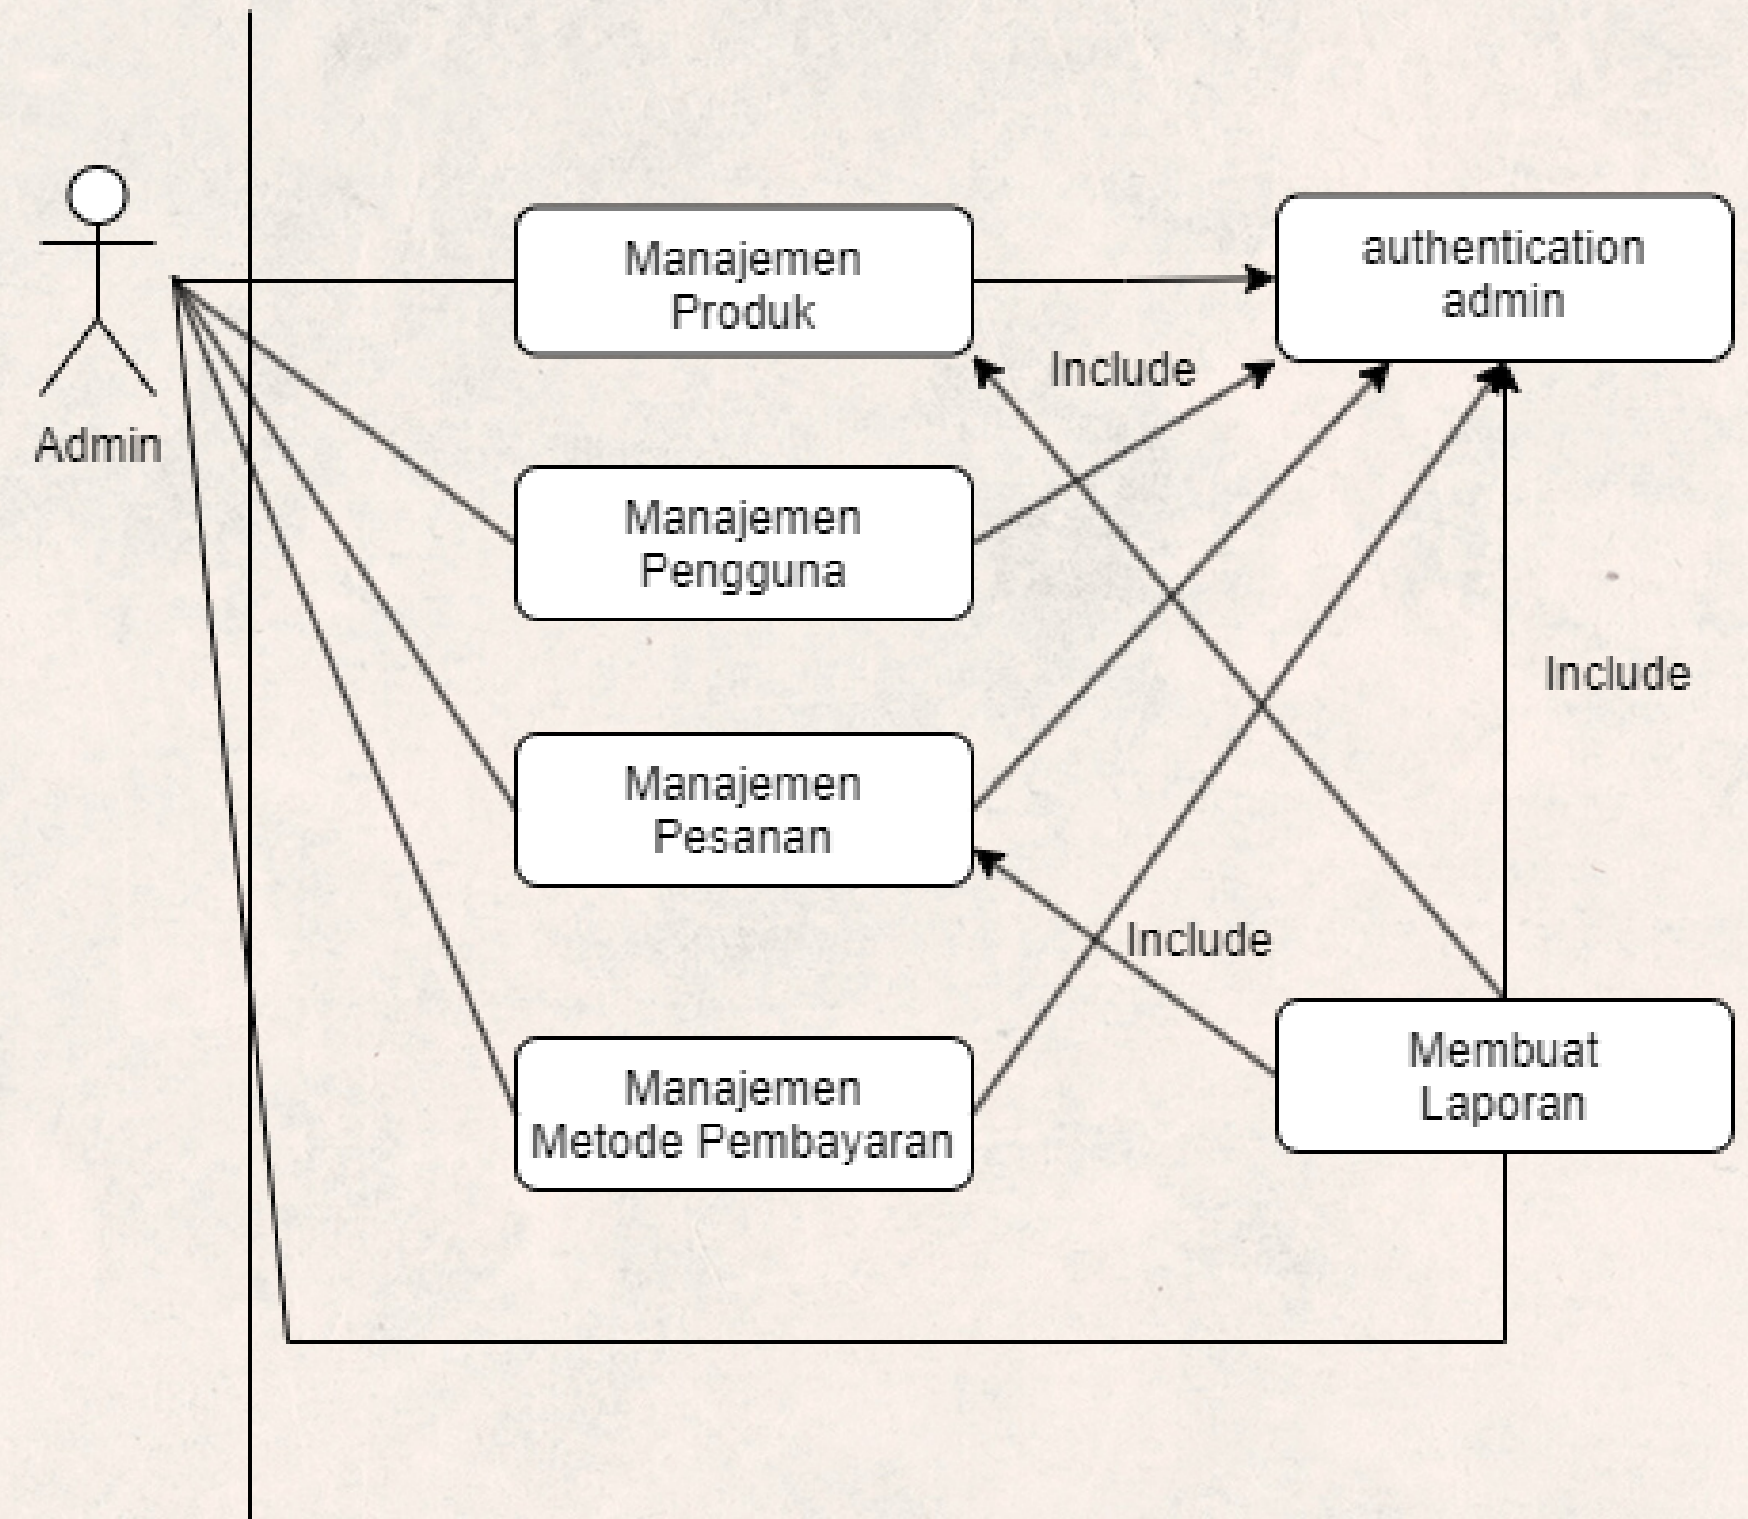 Manajemen
Produk
authentication
admin
Include
Admin
Manajemen
Pengguna
Include
Manajemen
Pesanan
Include
Manajemen
Metode Pembayaran
Membuat
Laporan